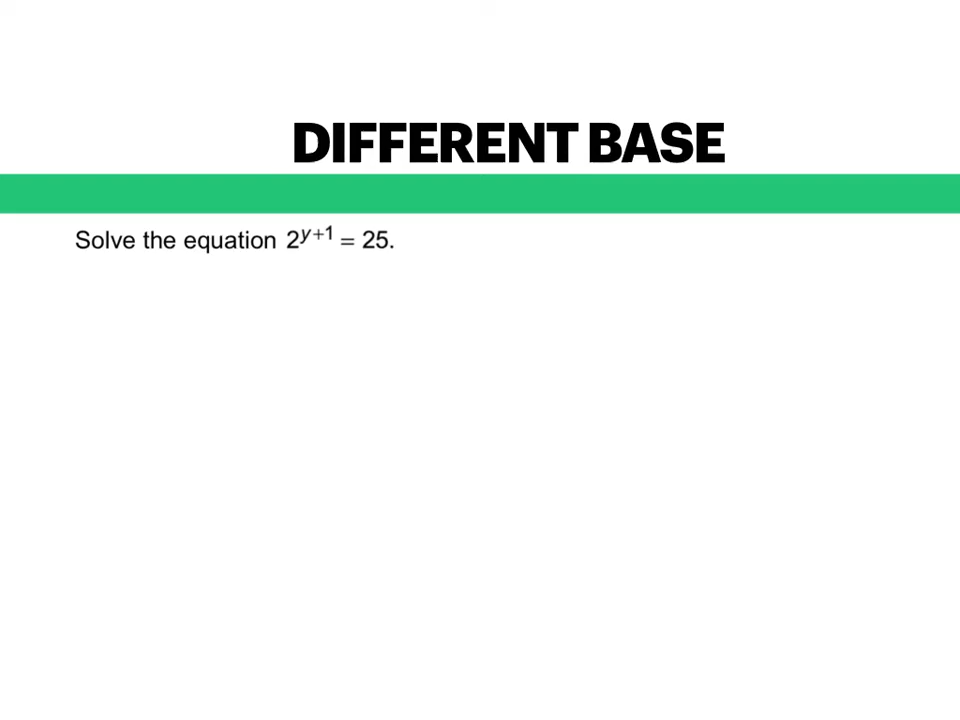 DIFFERENT BASE
Solve the equation 2^{y+1} = 25.